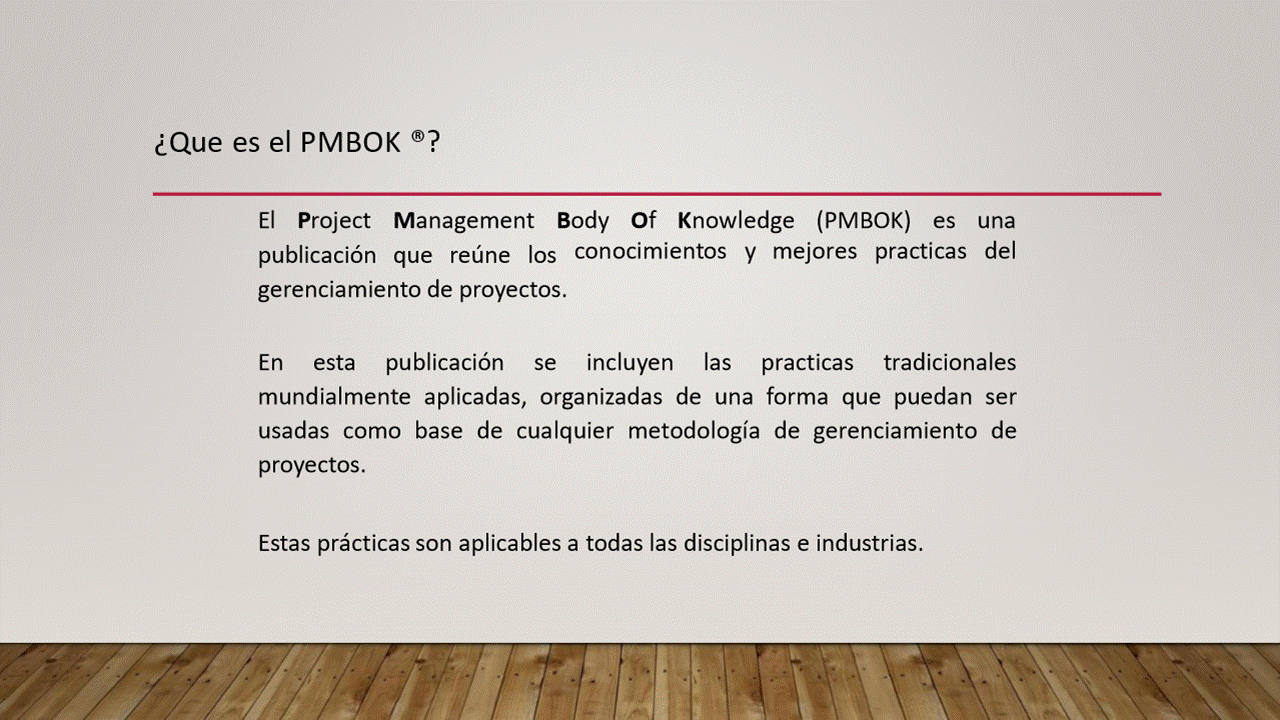 ¿Que es el PMBOK ®?
El Project Management Body Of Knowledge (PMBOK) es una
publicación que reúne los conocimientos y mejores practicas del
gerenciamiento de proyectos.
En esta publicación se incluyen las practicas tradicionales
mundialmente aplicadas, organizadas de una forma que puedan ser
usadas como base de cualquier metodología de gerenciamiento de
proyectos.
Estas prácticas son aplicables a todas las disciplinas e industrias.